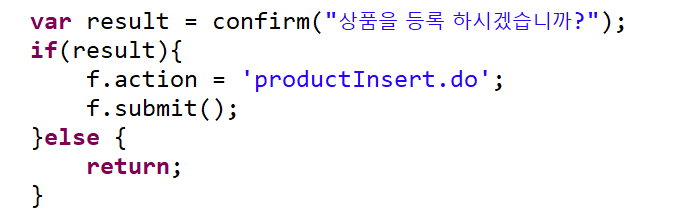 var result = confirm("상품을 등록 하시겠습니까?");
if(result){
    f.action = 'productInsert.do';
    f.submit();
}else {
    return;
}